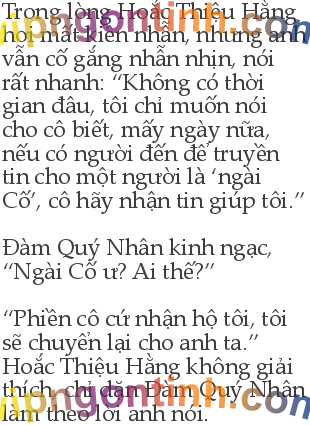 Trong lòng Hoắc Thiệu Hằng
hơi mất kiên nhẫn, nhưng anh
vẫn cố gắng nhẫn nhịn, nói
rất nhanh: “Không có thời
gian đâu, tôi chỉ muốn nói
cho cô biết, mấy ngày nữa,
nếu có người đến để truyền
tin cho một người là ‘ngài
Cố’, cô hãy nhận tin giúp tôi.”
Đàm Quý Nhân kinh ngạc,
“Ngài Cố ư? Ai thế?”
“Phiền cô cứ nhận hộ tôi, tôi
sẽ chuyển lại cho anh ta.”
Hoắc Thiệu Hằng không giải
thích, chỉ dặn Đàm Quý Nhân
làm theo lời anh nói.
vipngontinh.com
vipngontinh.com